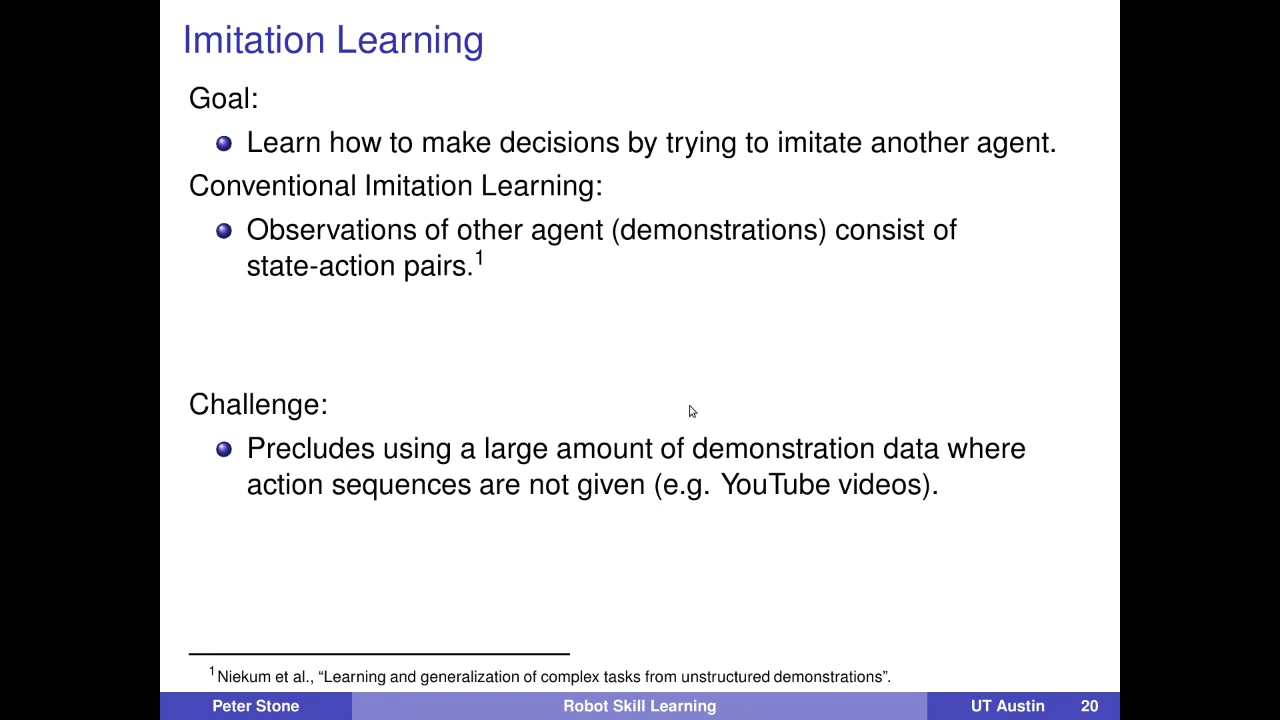 Imitation Learning
Goal:
Learn how to make decisions by trying to imitate another agent.
Conventional Imitation Learning:
Observations of other agent (demonstrations) consist of
state-action pairs.1
Challenge:
Precludes using a large amount of demonstration data where
action sequences are not given (e.g. YouTube videos).
1Niekum et al., “Learning and generalization of complex tasks from unstructured demonstrations”.
Peter Stone Robot Skill Learning UT Austin 20